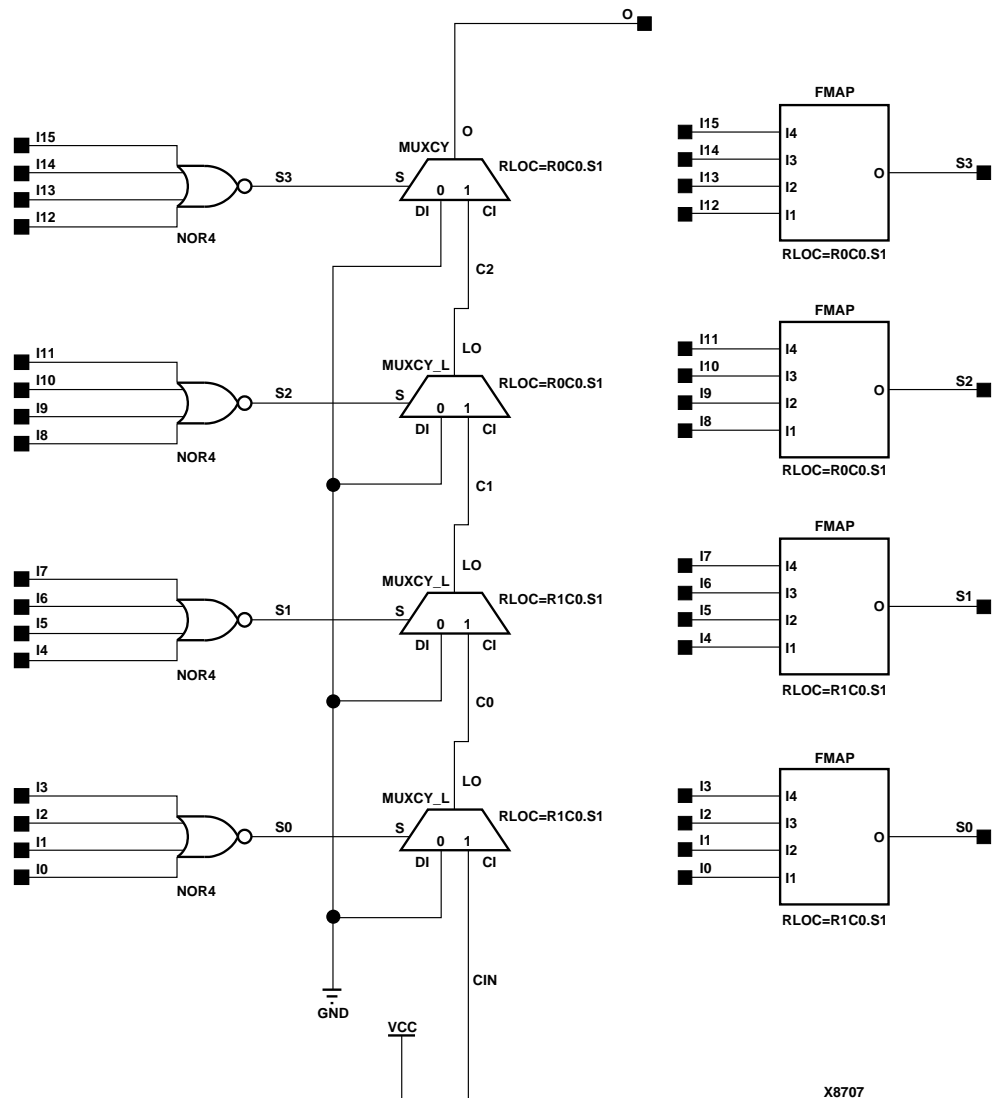 O
I15
I14
I13
I12
NOR4
S3
MUXCY
O
RLOC=R0C0.S1
S
0 1
DI CI
C2
I11
I10
I9
I8
NOR4
S2
LO
MUXCY_L
RLOC=R0C0.S1
S
0 1
DI CI
C1
I7
I6
I5
I4
NOR4
S1
LO
MUXCY_L
RLOC=R1C0.S1
S
0 1
DI CI
C0
I3
I2
I1
I0
NOR4
S0
LO
MUXCY_L
RLOC=R1C0.S1
S
0 1
DI CI
CIN
GND
VCC
FMAP
I15 I4
I14 I3
I13 I2
I12 I1
O S3
RLOC=R0C0.S1
FMAP
I11 I4
I10 I3
I9 I2
I8 I1
O S2
RLOC=R0C0.S1
FMAP
I7 I4
I6 I3
I5 I2
I4 I1
O S1
RLOC=R1C0.S1
FMAP
I3 I4
I2 I3
I1 I2
I0 I1
O S0
RLOC=R1C0.S1
X8707